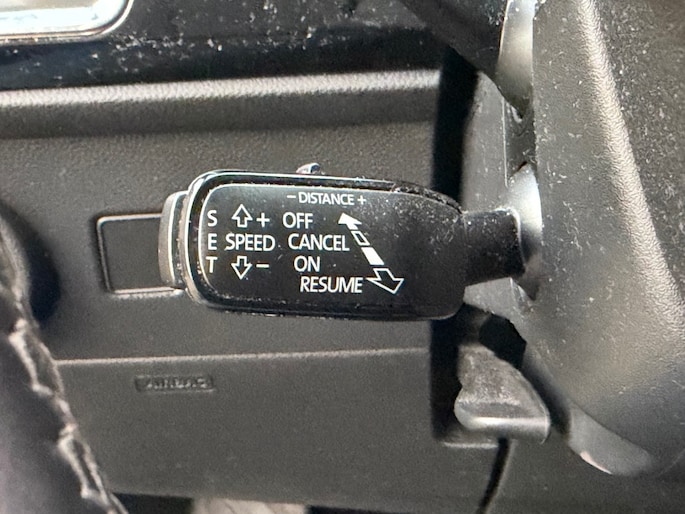 − DISTANCE +
S + OFF
E SPEED CANCEL
T − ON
RESUME
AIRBAG